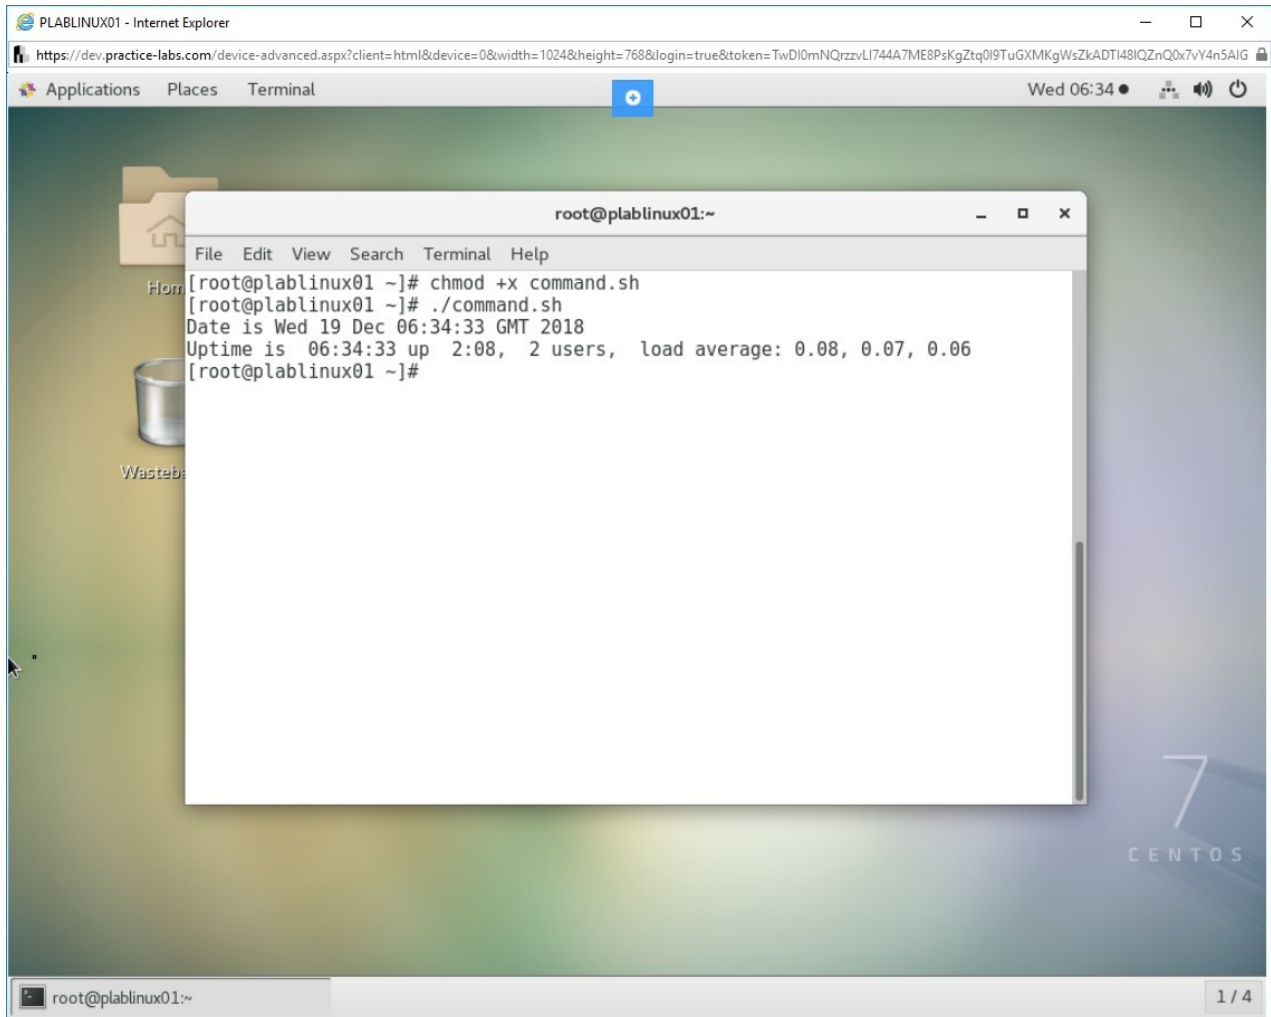 PLABLINUX01 - Internet Explorer
https://dev.practice-labs.com/device-advanced.aspx?client=html&device=0&width=1024&height=768&login=true&token=
Applications Places Terminal Wed 06:34
root@plablinux01:~
File Edit View Search Terminal Help
Hom
[root@plablinux01 ~]# chmod +x command.sh
[root@plablinux01 ~]# ./command.sh
Date is Wed 19 Dec 06:34:33 GMT 2018
Uptime is  06:34:33 up  2:08,  2 users,  load average: 0.08, 0.07, 0.06
[root@plablinux01 ~]#
Wasteba
7
CENTOS
root@plablinux01:~
1 / 4